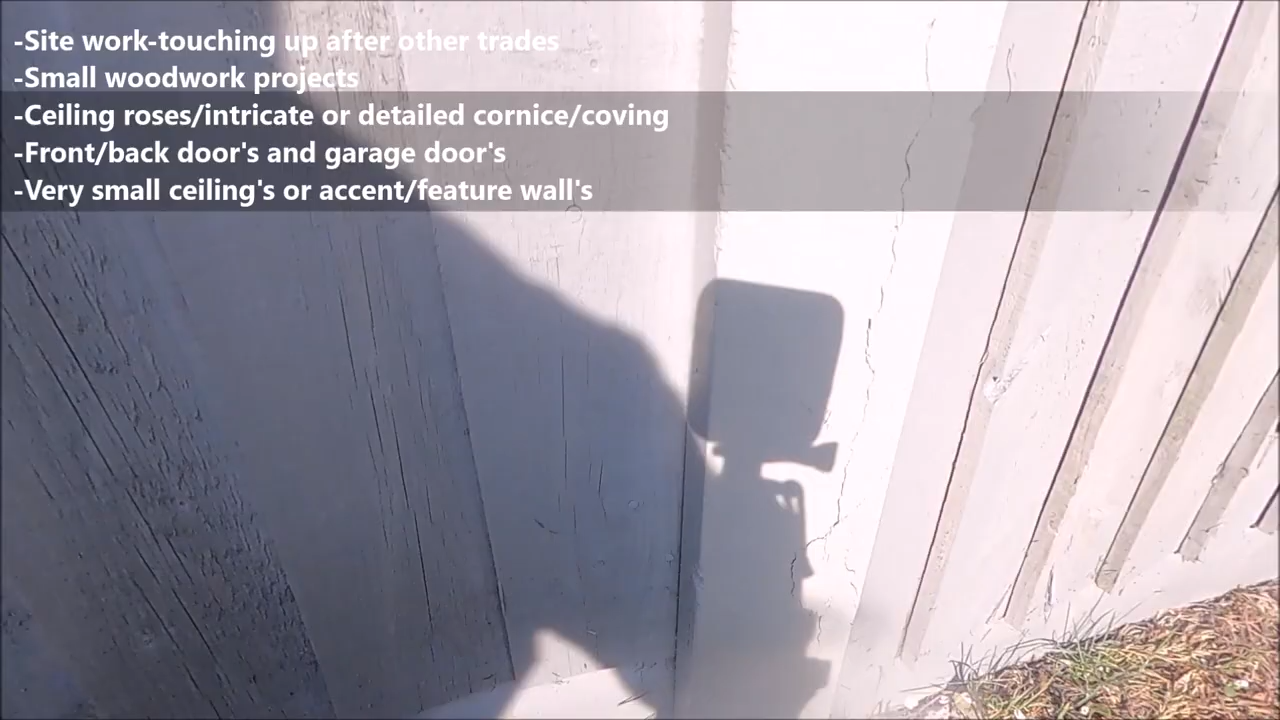 -Site work-touching up after other trades
-Small woodwork projects
-Ceiling roses/intricate or detailed cornice/coving
-Front/back door's and garage door's
-Very small ceiling's or accent/feature wall's